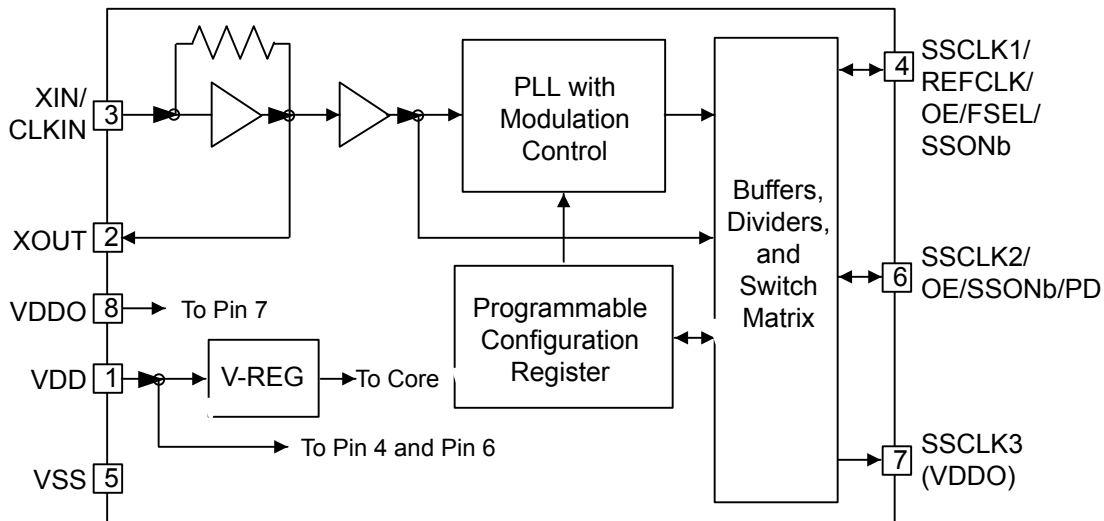 XIN/
CLKIN
3
XOUT
2
VDDO
8
To Pin 7
VDD
1
V-REG
To Core
To Pin 4 and Pin 6
VSS
5
PLL with
Modulation
Control
Programmable
Configuration
Register
Buffers,
Dividers,
and
Switch
Matrix
4
SSCLK1/
REFCLK/
OE/FSEL/
SSONb
6
SSCLK2/
OE/SSONb/PD
7
SSCLK3
(VDDO)